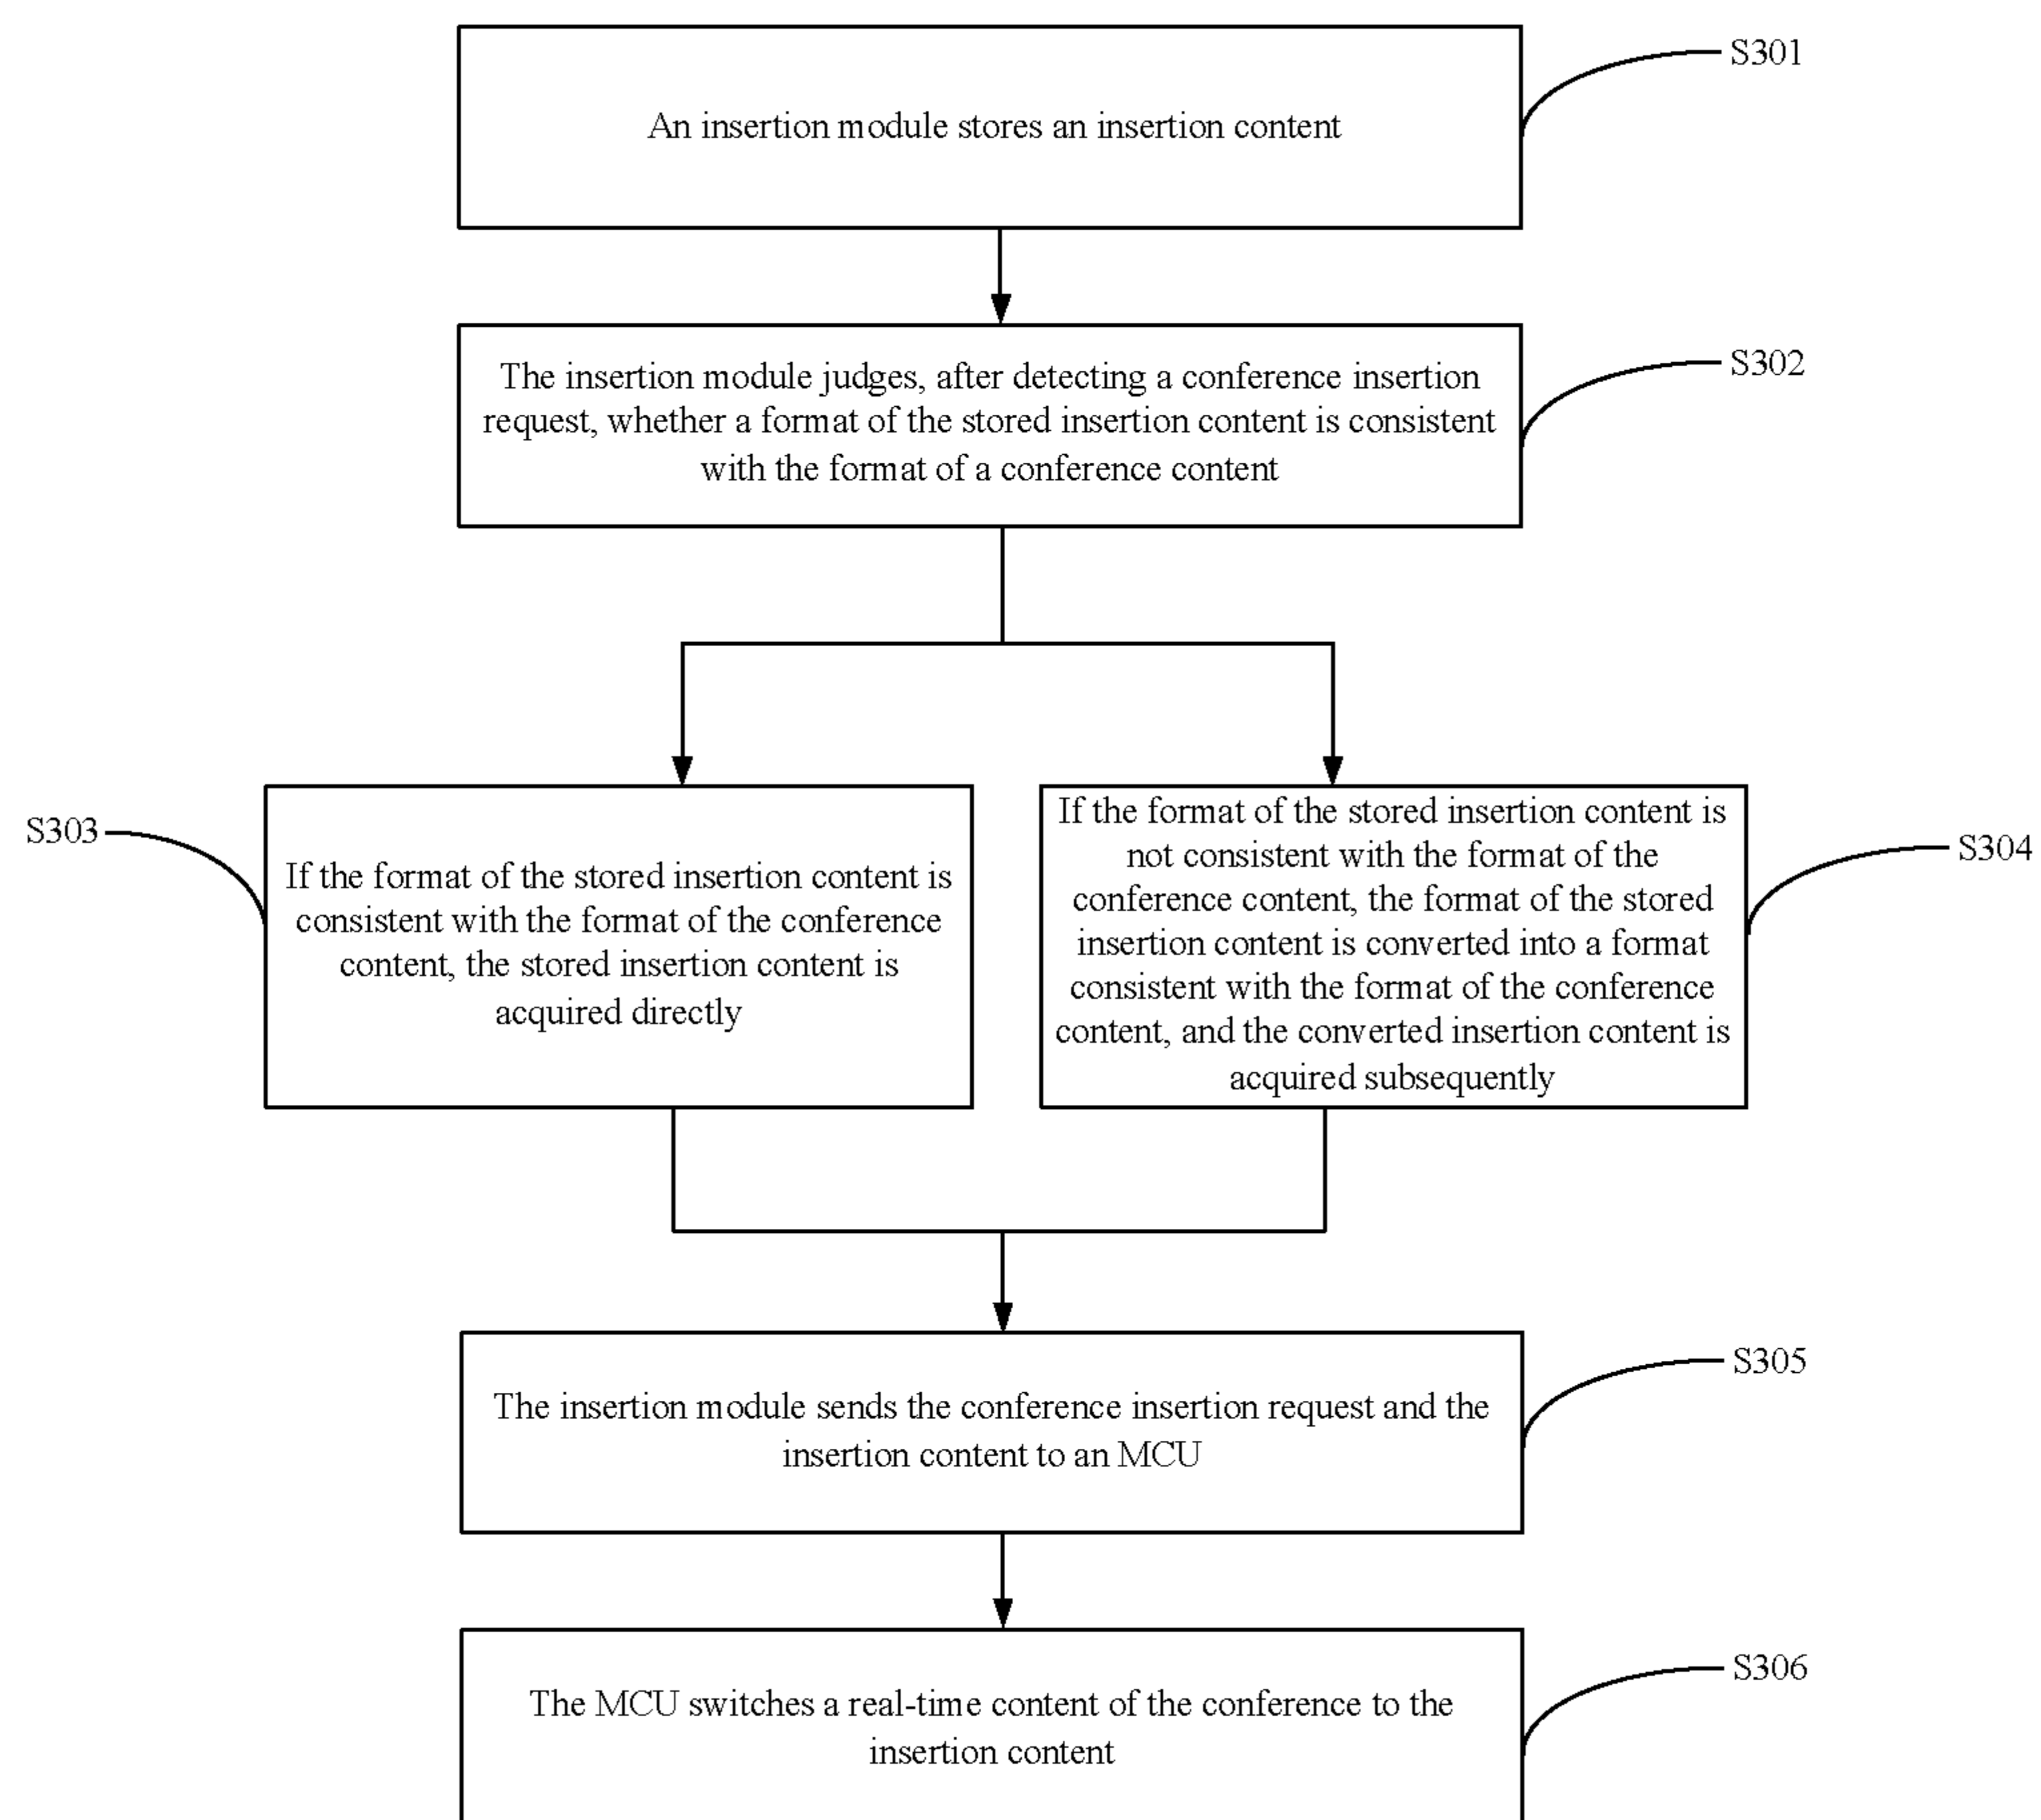 S301
An insertion module stores an insertion content
S302
The insertion module judges, after detecting a conference insertion
request, whether a format of the stored insertion content is consistent
with the format of a conference content
S303
If the format of the stored insertion content is
consistent with the format of the conference
content, the stored insertion content is
acquired directly
S304
If the format of the stored insertion content is
not consistent with the format of the
conference content, the format of the stored
insertion content is converted into a format
consistent with the format of the conference
content, and the converted insertion content is
acquired subsequently
S305
The insertion module sends the conference insertion request and the
insertion content to an MCU
S306
The MCU switches a real-time content of the conference to the
insertion content